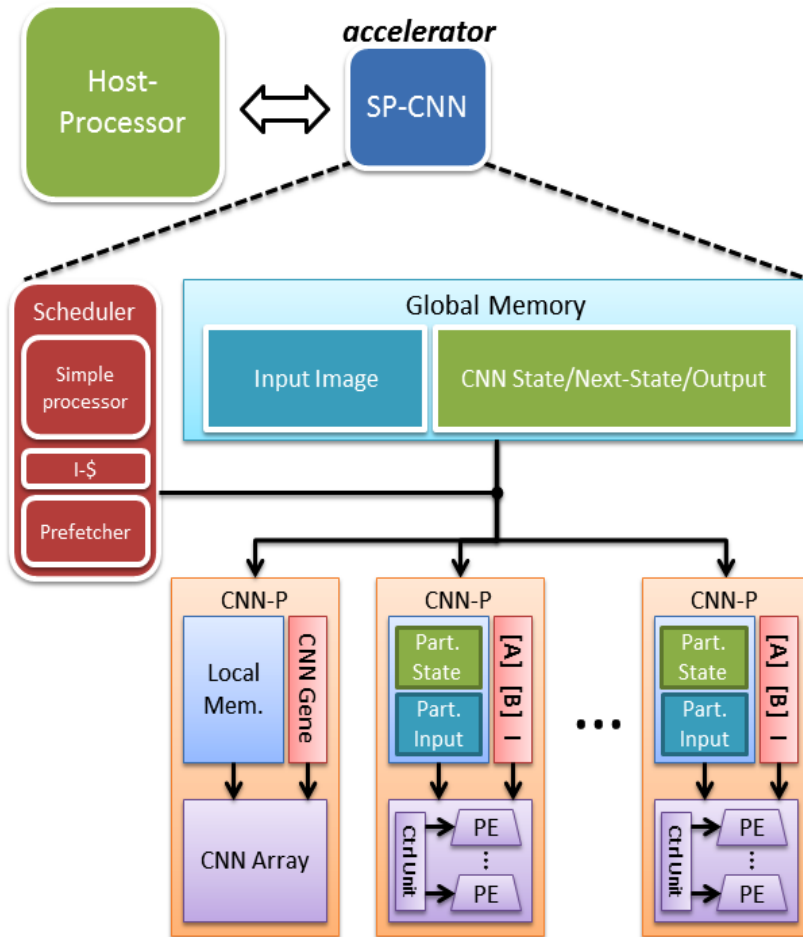 accelerator
Host-
Processor
SP-CNN
Scheduler
Simple
processor
I-$
Prefetcher
Global Memory
Input Image
CNN State/Next-State/Output
CNN-P
Local
Mem.
CNN Gene
CNN Array
CNN-P
Part.
State
Part.
Input
[A] [B] I
Ctrl Unit
PE
...
PE
...
CNN-P
Part.
State
Part.
Input
[A] [B] I
Ctrl Unit
PE
...
PE